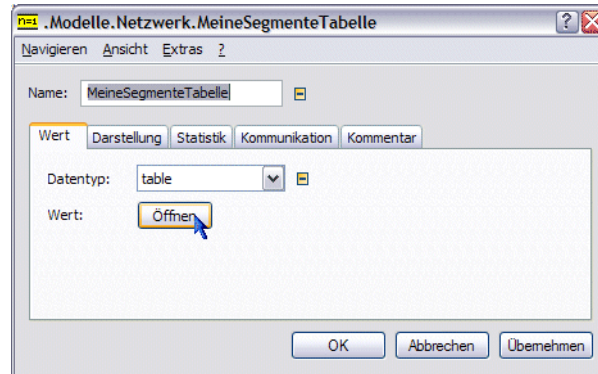 n=1 .Modelle.Netzwerk.MeineSegmenteTabelle ? X
Navigieren Ansicht Extras ?
Name: MeineSegmenteTabelle
Wert Darstellung Statistik Kommunikation Kommentar
Datentyp: table
Wert: Öffnen
OK Abbrechen Übernehmen